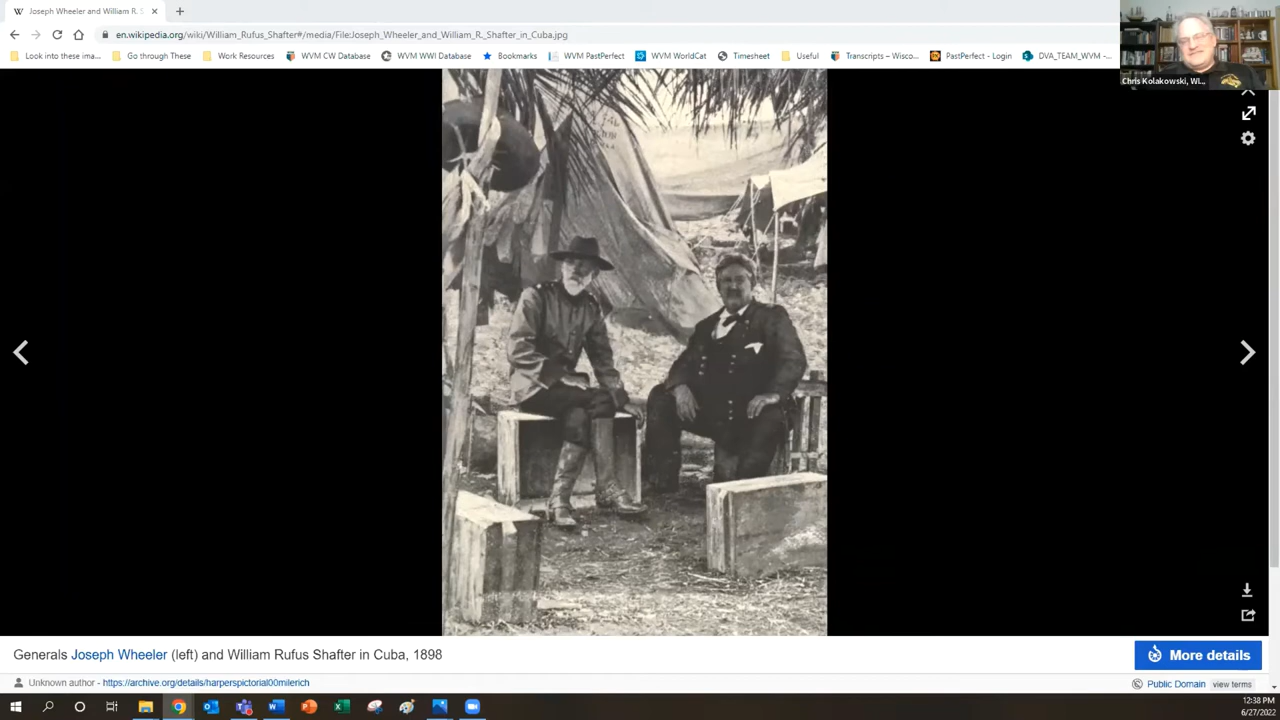 Joseph Wheeler and William R. S
en.wikipedia.org/wiki/William_Rufus_Shafter#/media/File:Joseph_Wheeler_and_William_R._Shafter_in_Cuba.jpg
Look into these ima... Go through These Work Resources WVM CW Database WVM WWI Database Bookmarks WVM PastPerfect WVM WorldCat Timesheet Useful Transcripts – Wisco... PastPerfect - Login DVA_TEAM_WVM -...
Chris Kolakowski, WI...
Generals Joseph Wheeler (left) and William Rufus Shafter in Cuba, 1898
More details
Unknown author - https://archive.org/details/harperspictorial00milerich
Public Domain view terms
12:38 PM
6/27/2022